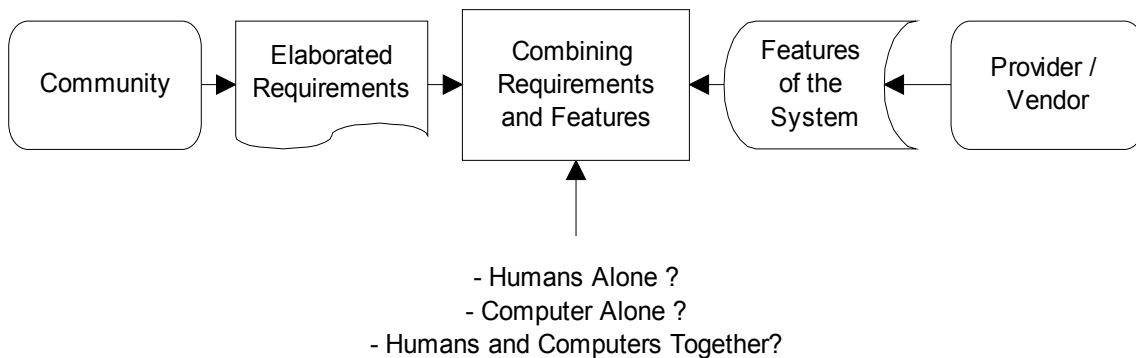 Community
Elaborated
Requirements
Combining
Requirements
and Features
Features
of the
System
Provider /
Vendor
- Humans Alone ?
- Computer Alone ?
- Humans and Computers Together?